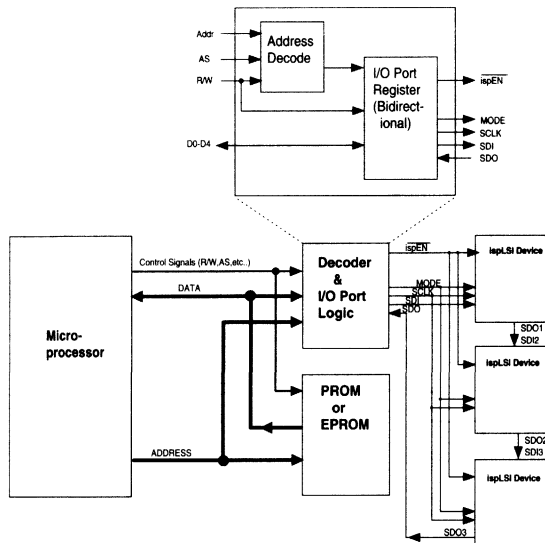 Addr
AS
R/W
D0-D4
Address
Decode
I/O Port
Register
(Bidirect-
ional)
ispEN
MODE
SCLK
SDI
SDO
Micro-
processor
Control Signals (R/W,AS,etc..)
DATA
ADDRESS
Decoder
&
I/O Port
Logic
PROM
or
EPROM
ispEN
MODE
SCLK
SDI
SDO
ispLSI Device
SDO1
SDI2
ispLSI Device
SDO2
SDI3
ispLSI Device
SDO3